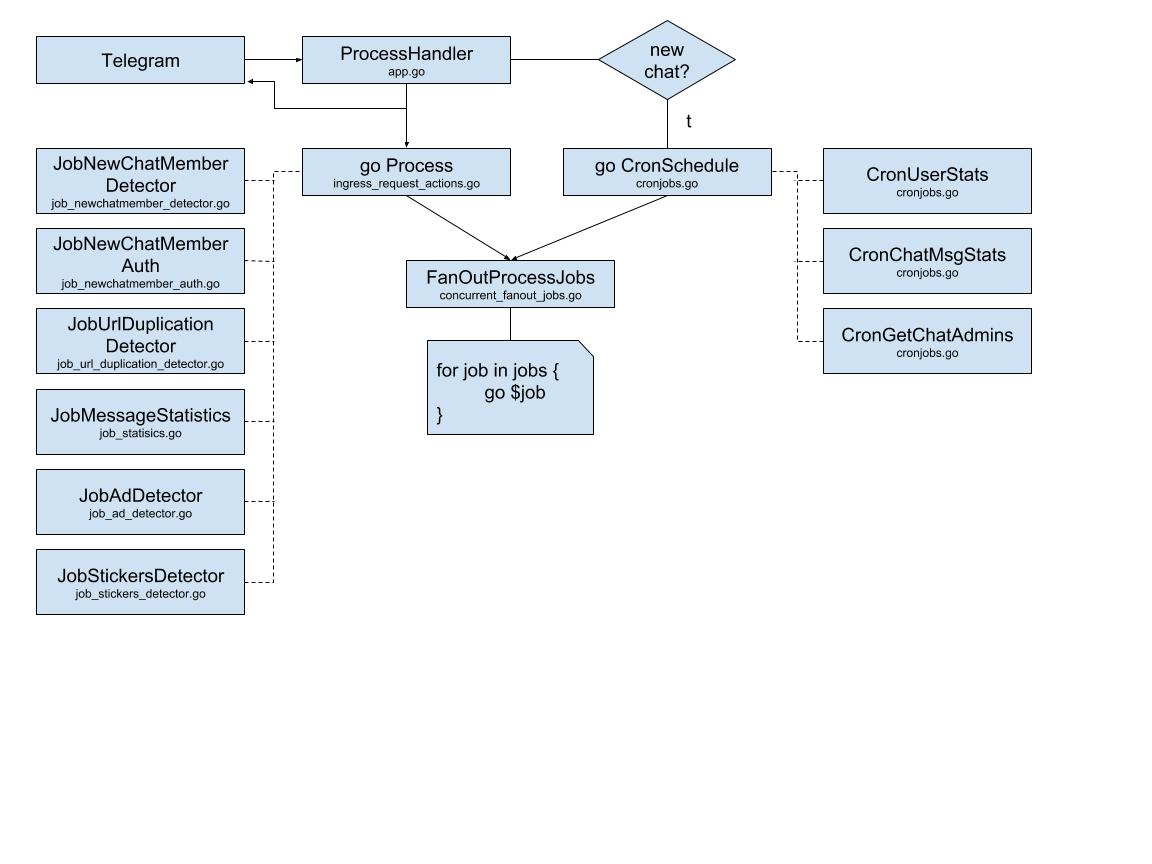 Telegram
ProcessHandler
app.go
new
chat?
t
JobNewChatMember
Detector
job_newchatmember_detector.go
go Process
ingress_request_actions.go
go CronSchedule
cronjobs.go
CronUserStats
cronjobs.go
JobNewChatMember
Auth
job_newchatmember_auth.go
FanOutProcessJobs
concurrent_fanout_jobs.go
CronChatMsgStats
cronjobs.go
JobUrlDuplication
Detector
job_url_duplication_detector.go
for job in jobs {
go $job
}
CronGetChatAdmins
cronjobs.go
JobMessageStatistics
job_statisics.go
JobAdDetector
job_ad_detector.go
JobStickersDetector
job_stickers_detector.go